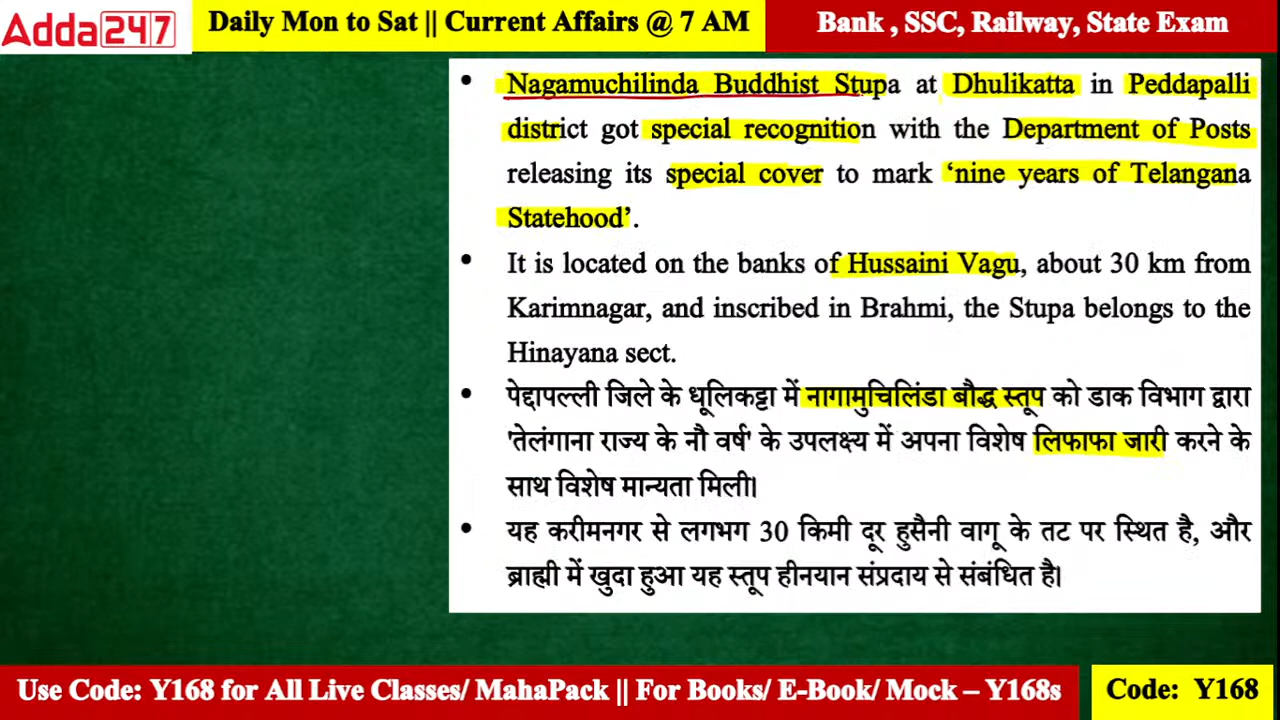 Adda247
Daily Mon to Sat || Current Affairs @ 7 AM
Bank , SSC, Railway, State Exam
• Nagamuchilinda Buddhist Stupa at Dhulikatta in Peddapalli
district got special recognition with the Department of Posts
releasing its special cover to mark ‘nine years of Telangana
Statehood’.
• It is located on the banks of Hussaini Vagu, about 30 km from
Karimnagar, and inscribed in Brahmi, the Stupa belongs to the
Hinayana sect.
• पेद्दापल्ली जिले के धूलिकट्टा में नागामुचिलिंडा बौद्ध स्तूप को डाक विभाग द्वारा
'तेलंगाना राज्य के नौ वर्ष' के उपलक्ष्य में अपना विशेष लिफाफा जारी करने के
साथ विशेष मान्यता मिली।
• यह करीमनगर से लगभग 30 किमी दूर हुसैनी वागू के तट पर स्थित है, और
ब्राह्मी में खुदा हुआ यह स्तूप हीनयान संप्रदाय से संबंधित है।
Use Code: Y168 for All Live Classes/ MahaPack || For Books/ E-Book/ Mock – Y168s
Code: Y168